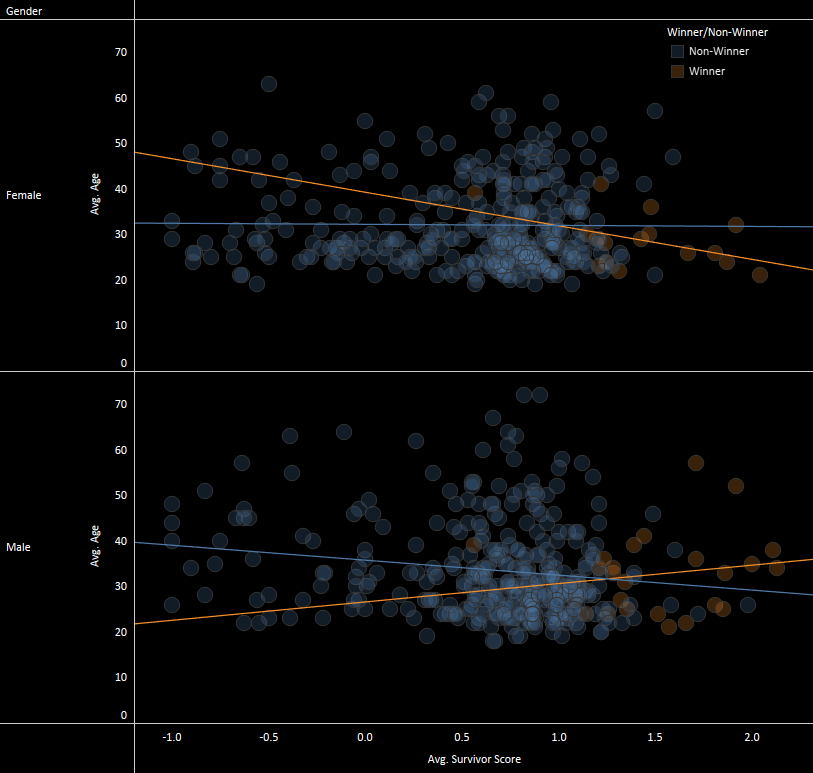 Gender
Winner/Non-Winner
Non-Winner
Winner
Female
Avg. Age
70
60
50
40
30
20
10
0
Male
Avg. Age
70
60
50
40
30
20
10
0
-1.0 -0.5 0.0 0.5 1.0 1.5 2.0
Avg. Survivor Score